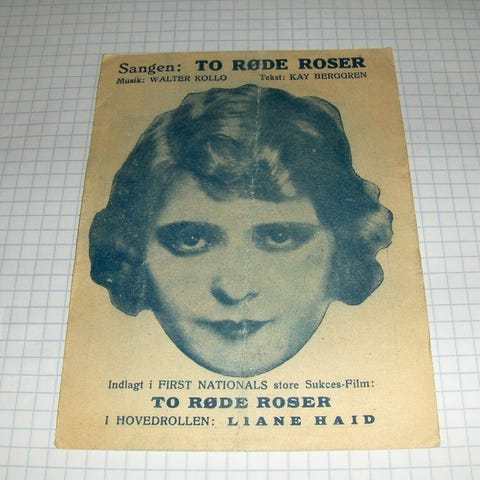 Sangen: TO RØDE ROSER
Musik: WALTER KOLLO Tekst: KAY BERGGREN
Indlagt i FIRST NATIONALS store Sukces-Film:
TO RØDE ROSER
I HOVEDROLLEN: LIANE HAID